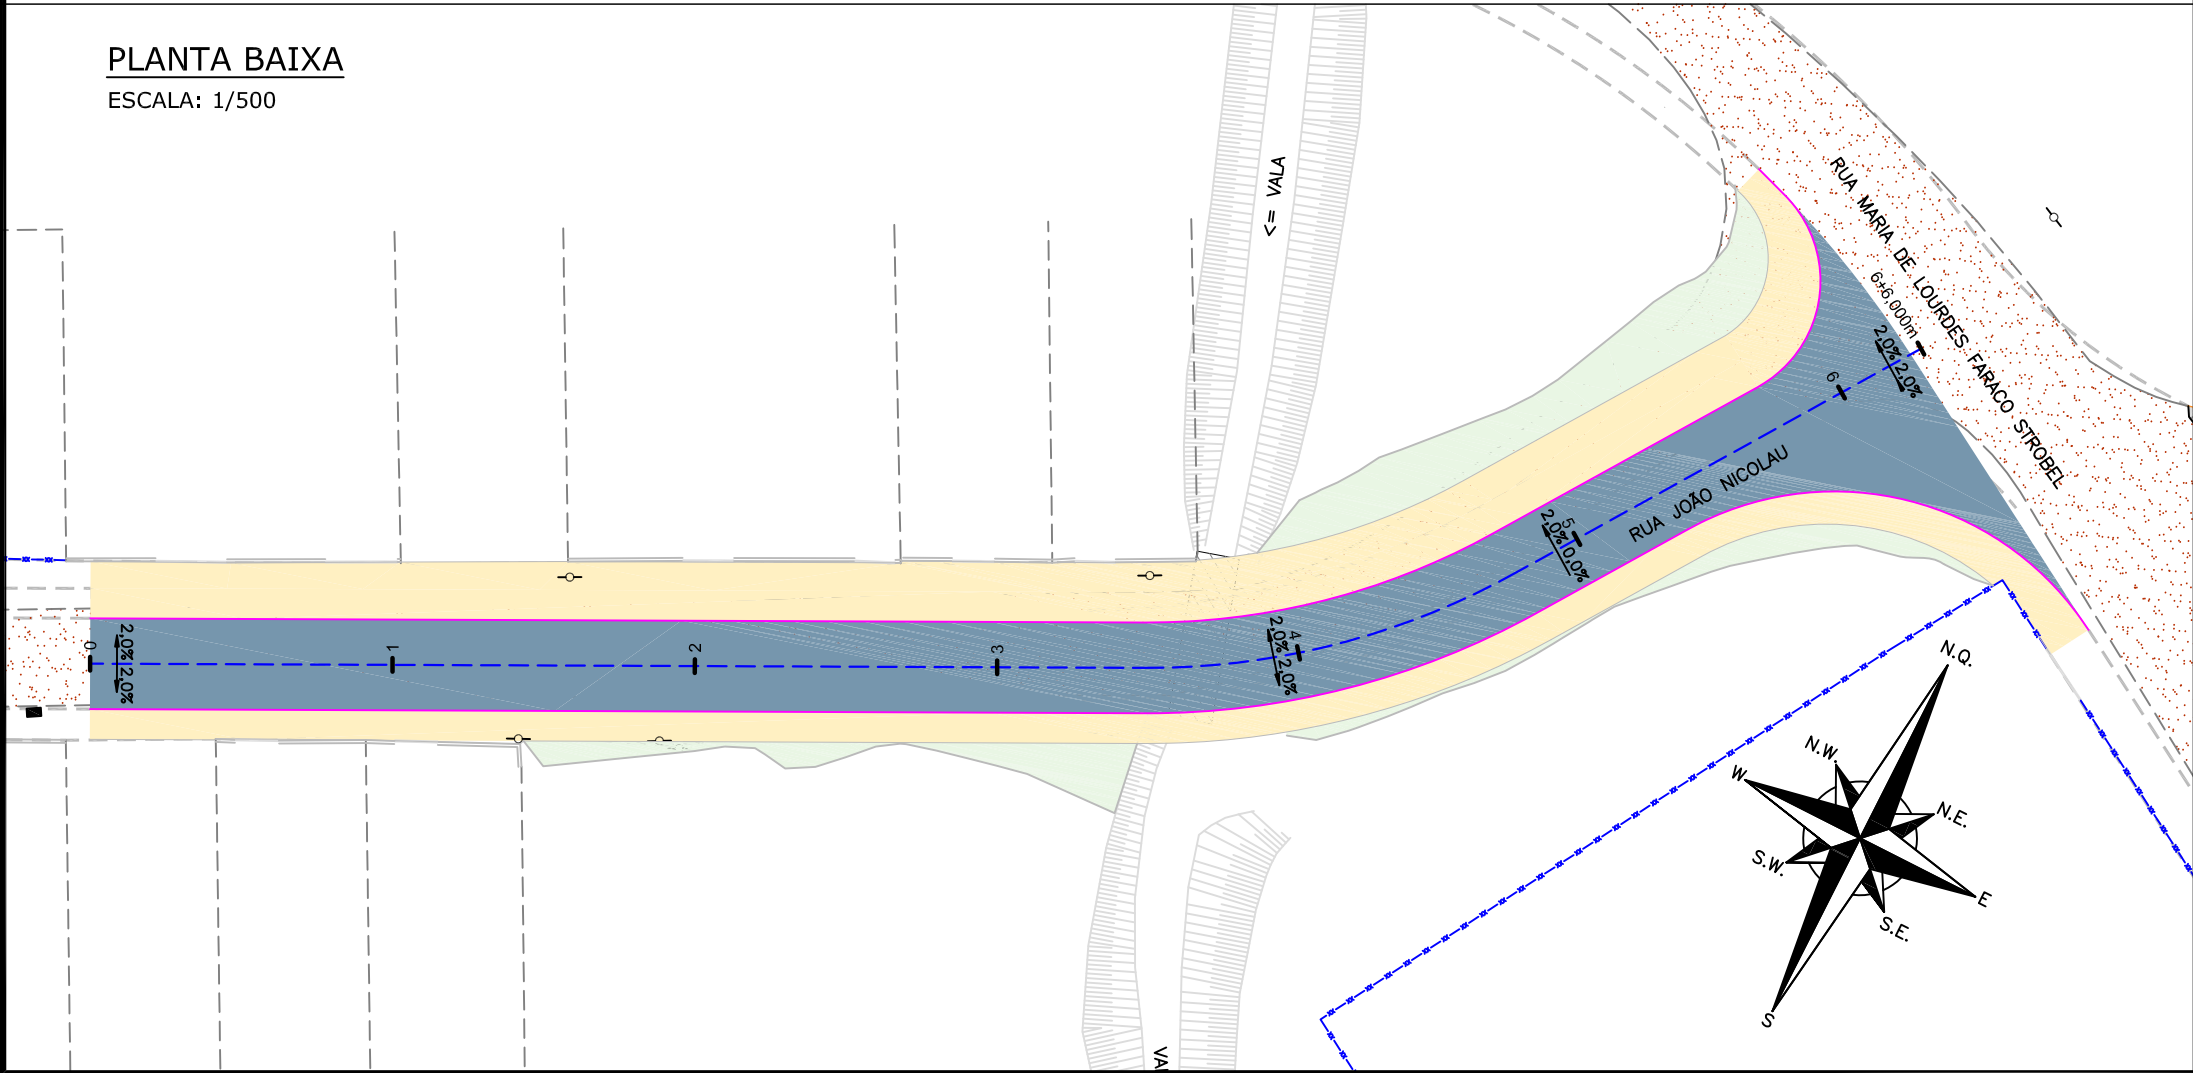 PLANTA BAIXA
ESCALA: 1/500
<= VALA
RUA MARIA DE LOURDES FARACO STROBEL
6+6,000m
2,0% 2,0%
6
RUA JOÃO NICOLAU
5
2,0% 0,0%
4
2,0% 2,0%
3
2
1
0
2,0% 2,0%
N.Q.
N.W.
W
N.E.
S.W.
E
S.E.
S